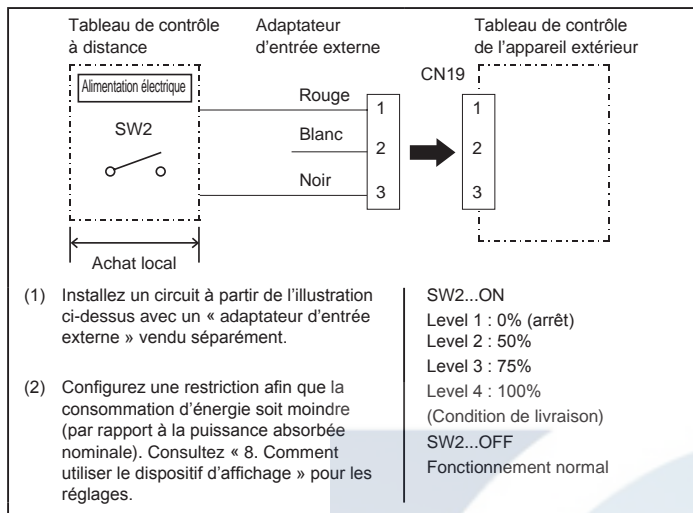 Tableau de contrôle
à distance
Adaptateur
d'entrée externe
Tableau de contrôle
de l'appareil extérieur
Alimentation électrique
SW2
Rouge
Blanc
Noir
1
2
3
CN19
1
2
3
Achat local
(1) Installez un circuit à partir de l'illustration
ci-dessus avec un « adaptateur d'entrée
externe » vendu séparément.
(2) Configurez une restriction afin que la
consommation d'énergie soit moindre
(par rapport à la puissance absorbée
nominale). Consultez « 8. Comment
utiliser le dispositif d'affichage » pour les
réglages.
SW2...ON
Level 1 : 0% (arrêt)
Level 2 : 50%
Level 3 : 75%
Level 4 : 100%
(Condition de livraison)
SW2...OFF
Fonctionnement normal